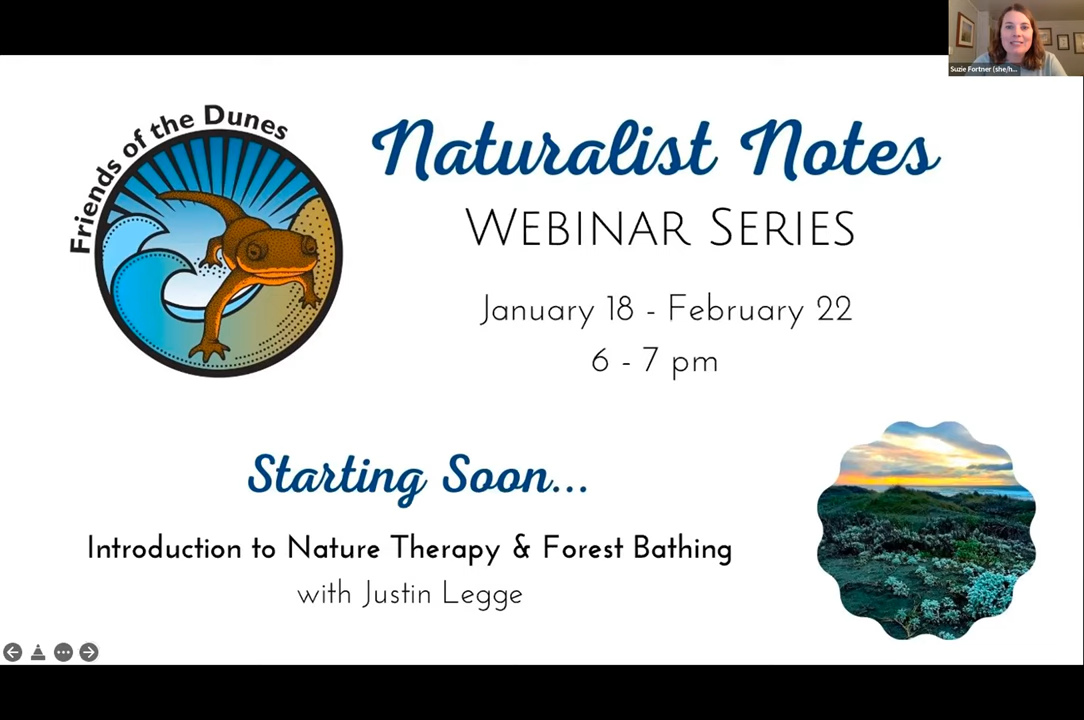 Suzie Fortner (she/h...
Friends of the Dunes
Naturalist Notes
WEBINAR SERIES
January 18 - February 22
6 - 7 pm
Starting Soon...
Introduction to Nature Therapy & Forest Bathing
with Justin Legge